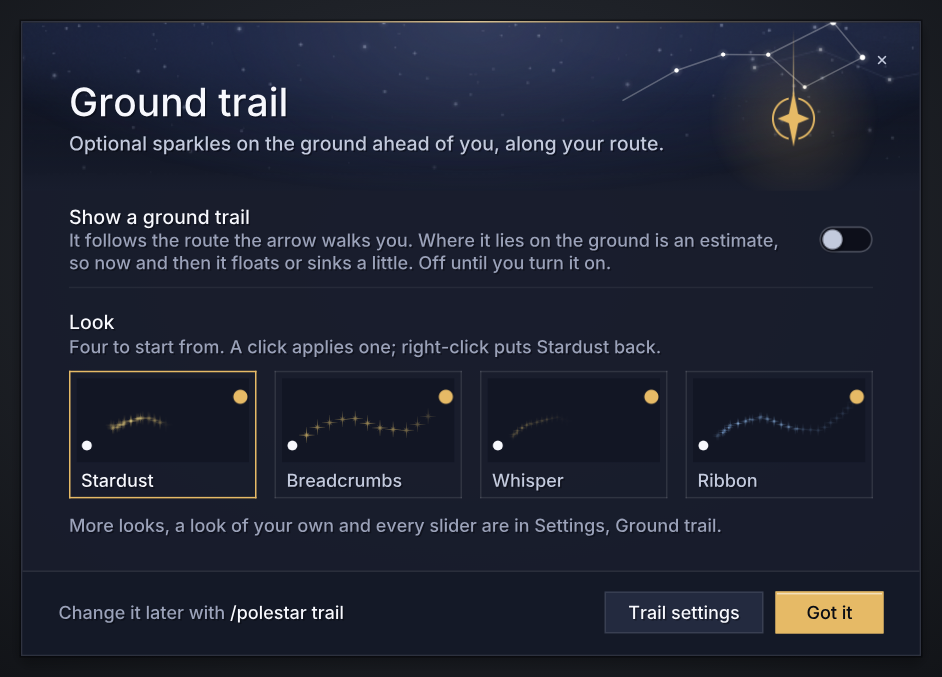 Ground trail
Optional sparkles on the ground ahead of you, along your route.
Show a ground trail
It follows the route the arrow walks you. Where it lies on the ground is an estimate,
so now and then it floats or sinks a little. Off until you turn it on.
Look
Four to start from. A click applies one; right-click puts Stardust back.
Stardust
Breadcrumbs
Whisper
Ribbon
More looks, a look of your own and every slider are in Settings, Ground trail.
Change it later with /polestar trail
Trail settings
Got it